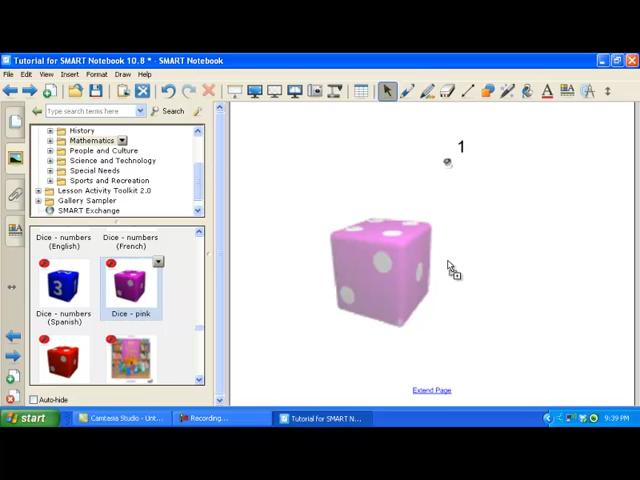 Tutorial for SMART Notebook 10.8 * - SMART Notebook
File Edit View Insert Format Draw Help
Type search terms here
Search
History
Mathematics
People and Culture
Science and Technology
Special Needs
Sports and Recreation
Lesson Activity Toolkit 2.0
Gallery Sampler
SMART Exchange
Dice - numbers (English)
Dice - numbers (French)
3
Dice - numbers (Spanish)
Dice - pink
Auto-hide
1
Extend Page
start
Camtasia Studio - Unt...
Recording...
Tutorial for SMART N...
9:39 PM